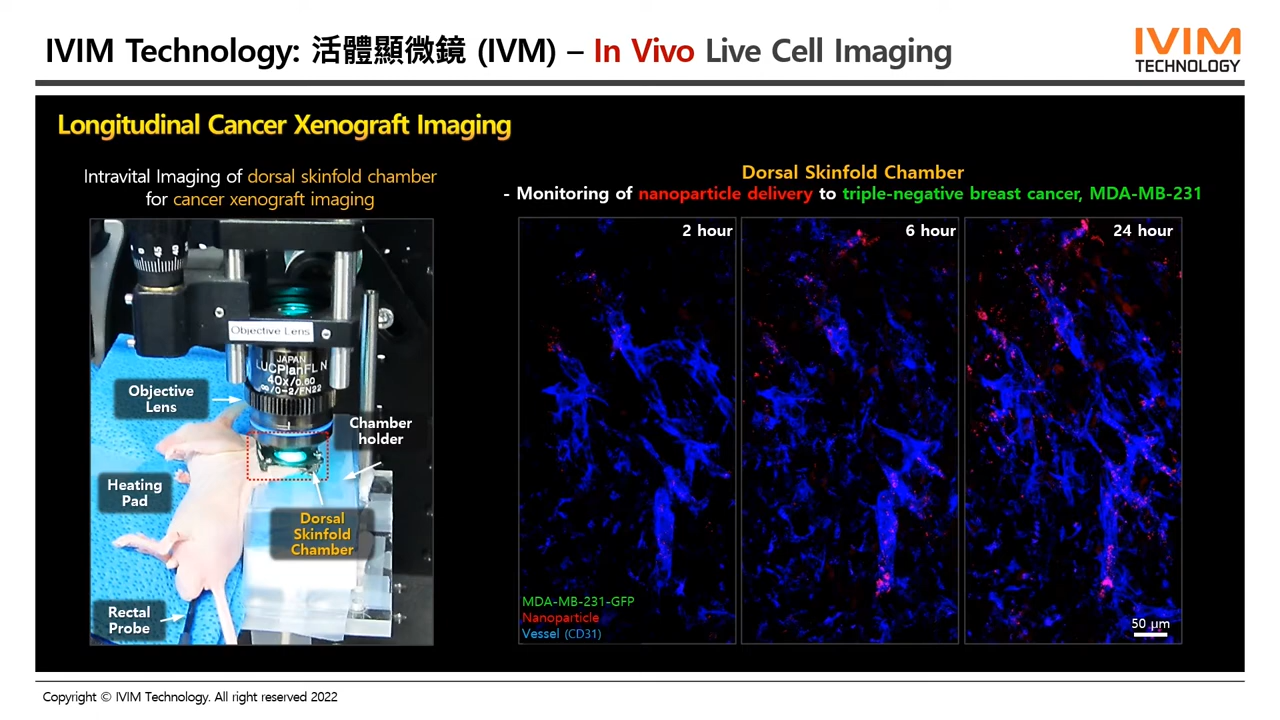 IVIM Technology: 活體顯微鏡 (IVM) – In Vivo Live Cell Imaging
IVIM
TECHNOLOGY
Longitudinal Cancer Xenograft Imaging
Intravital Imaging of dorsal skinfold chamber
for cancer xenograft imaging
Objective Lens
JAPAN
LUCPlanFL N
40x/0.60
∞/0-2/FN22
Objective
Lens
Chamber
holder
Heating
Pad
Dorsal
Skinfold
Chamber
Rectal
Probe
Dorsal Skinfold Chamber
- Monitoring of nanoparticle delivery to triple-negative breast cancer, MDA-MB-231
2 hour
6 hour
24 hour
MDA-MB-231-GFP
Nanoparticle
Vessel (CD31)
50 μm
Copyright © IVIM Technology. All right reserved 2022